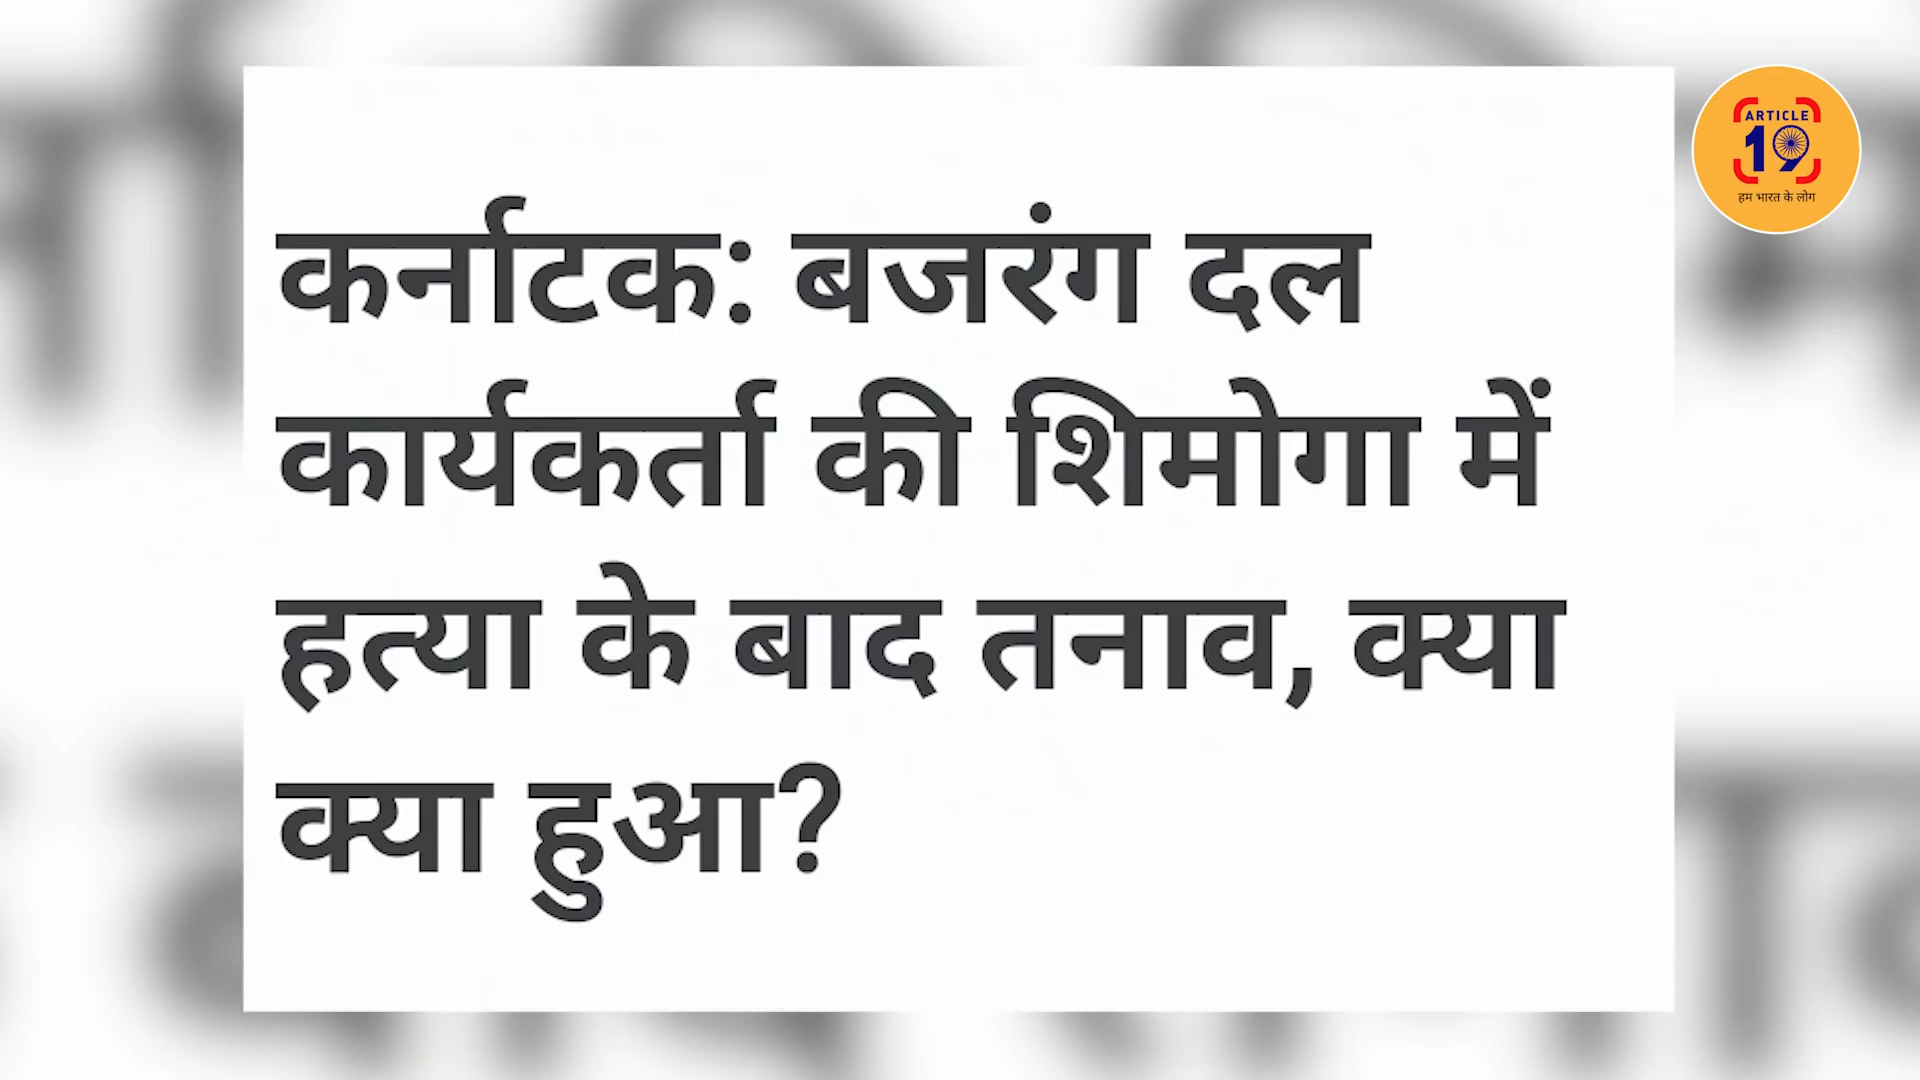 कर्नाटक: बजरंग दल
कार्यकर्ता की शिमोगा में
हत्या के बाद तनाव, क्या
क्या हुआ?
ARTICLE
19
हम भारत के लोग